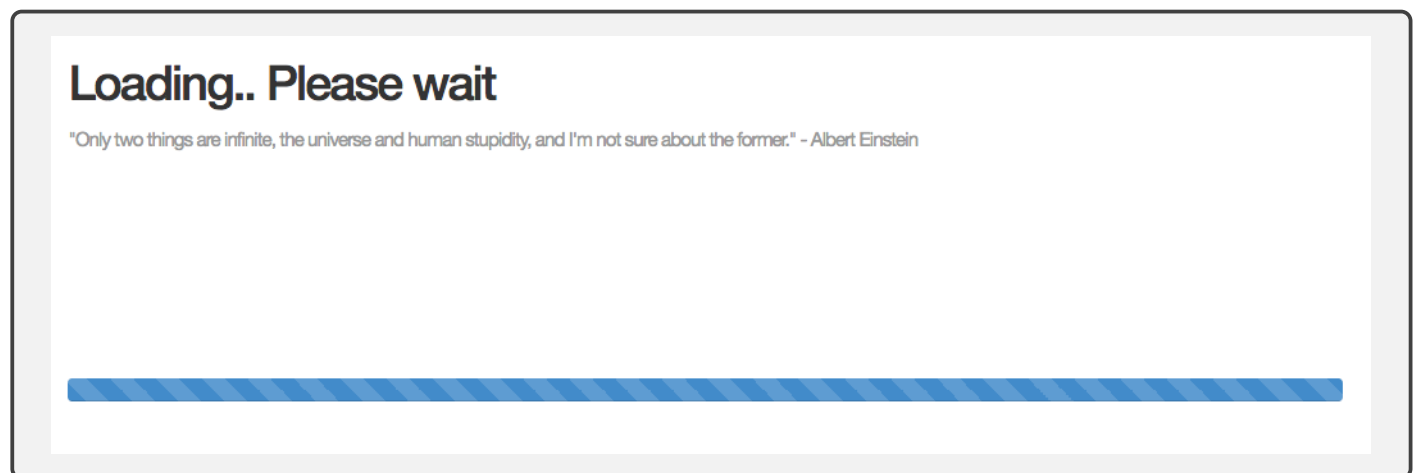 Loading.. Please wait
"Only two things are infinite, the universe and human stupidity, and I'm not sure about the former." - Albert Einstein